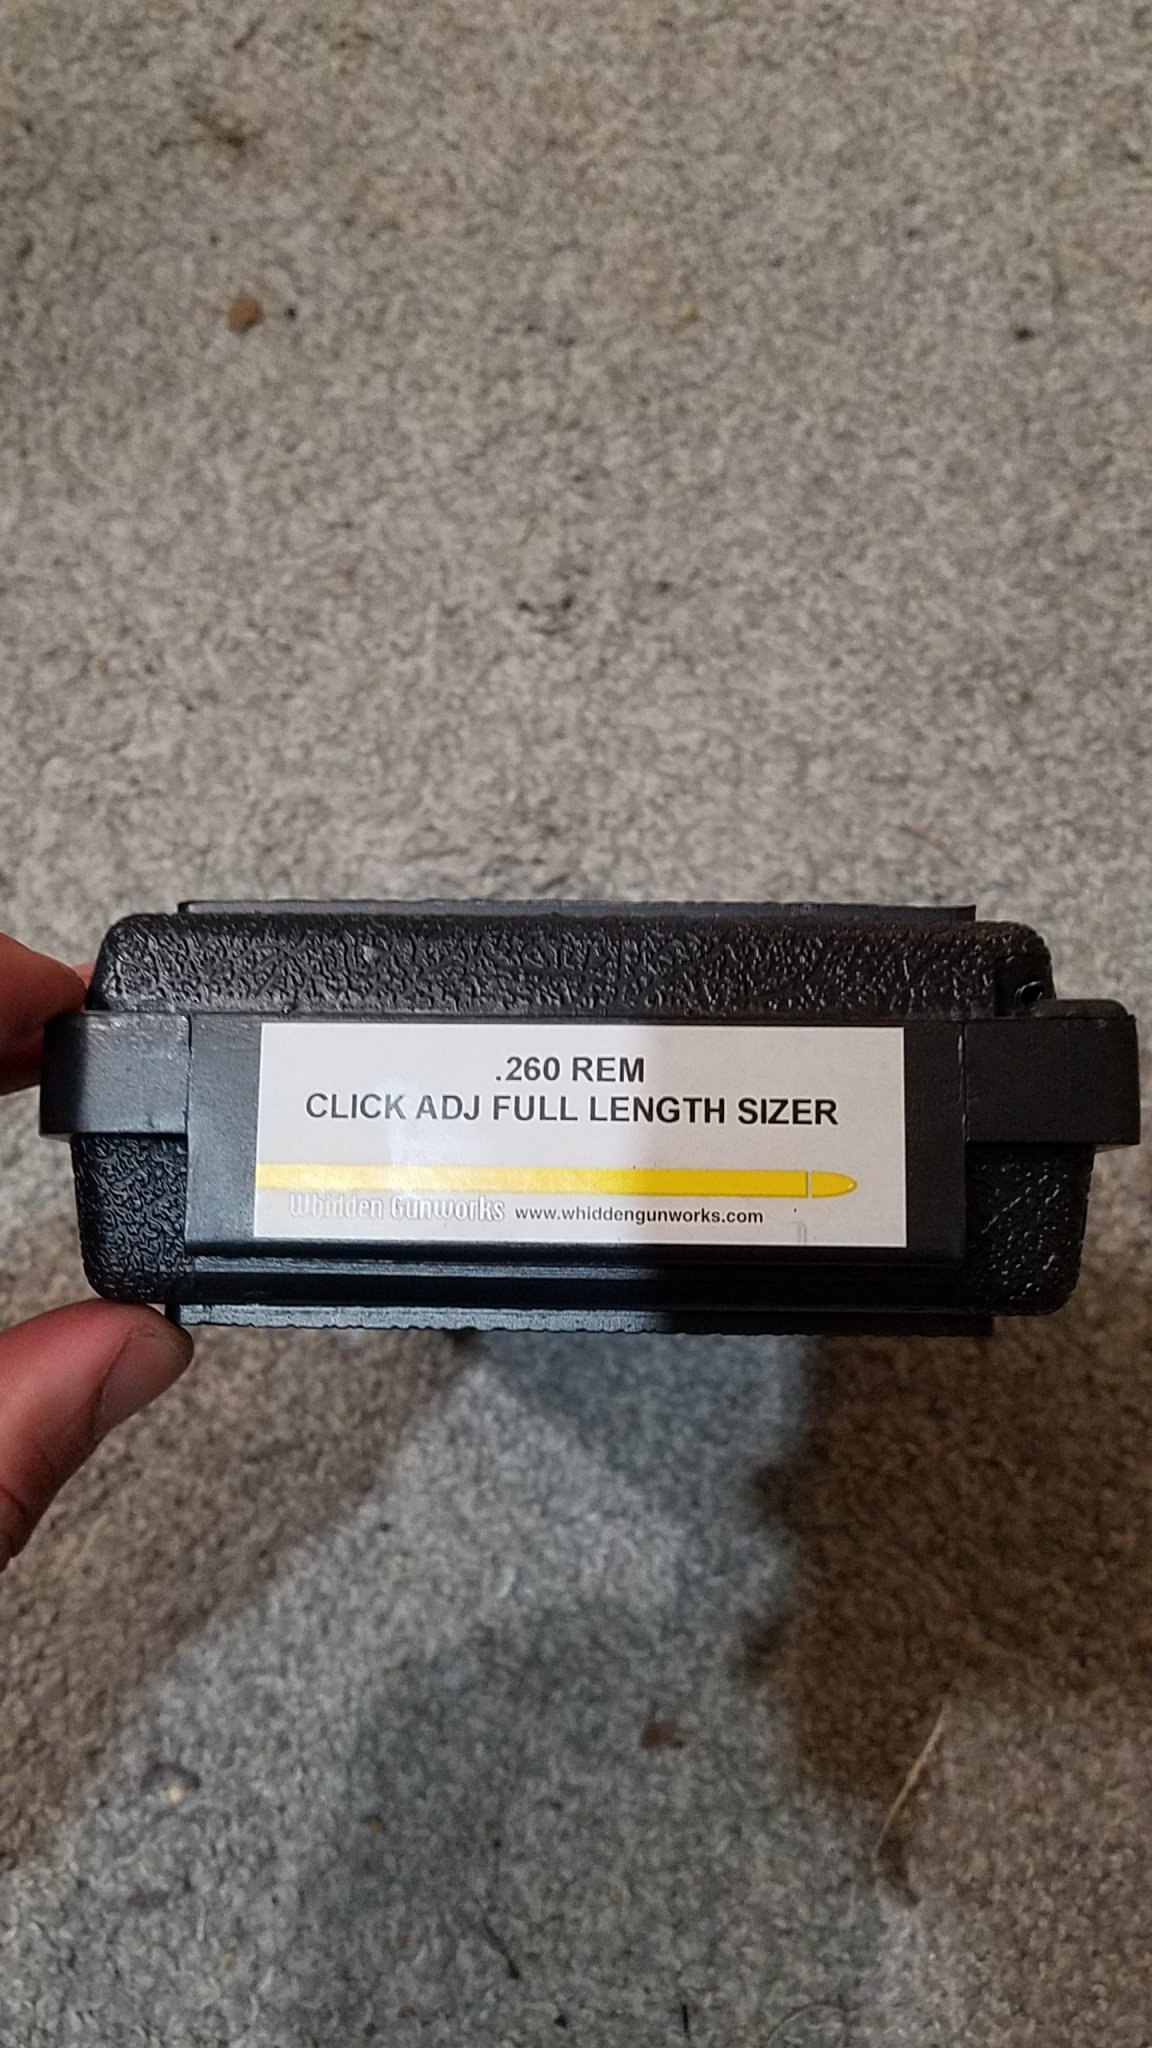 .260 REM
CLICK ADJ FULL LENGTH SIZER
Whidden Gunworks www.whiddengunworks.com